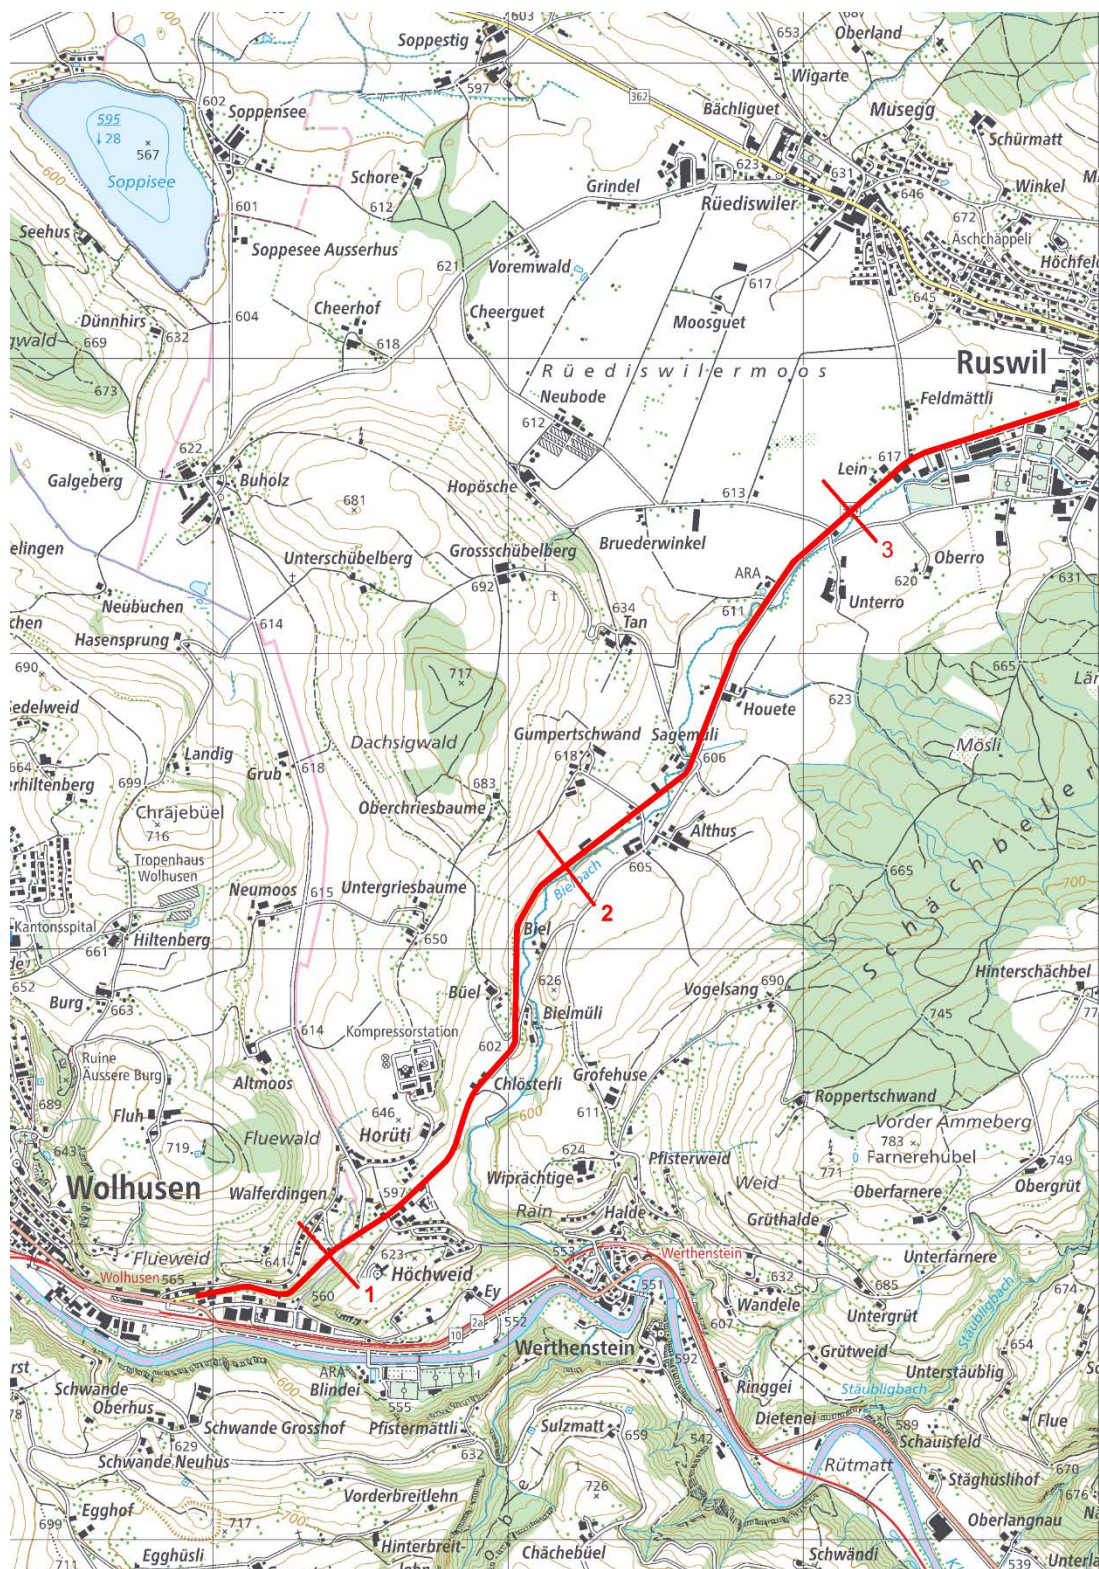 603
Soppestig
687
653
Oberland
Wigarte
597
362
Bächliguet
Musegg
602
Soppensee
595
28
567
Soppisee
Schürmatt
623
631
Schore
612
Grindel
Rüediswiler
646
Winkel
600
601
672
Äschchäppeli
Seehus
Soppesee Ausserhus
621
Voremwald
617
Höchfeld
604
Cheerhof
Cheerguet
Moosguet
645
Dünnhirs
632
618
669
Ruswil
673
Rüediswilermoos
Neubode
Feldmättli
612
622
617
Lein
Galgeberg
Buholz
681
Hopösche
613
3
Grossschübelberg
Bruederwinkel
Oberro
Unterschübelberg
692
ARA
620
631
Neubuchen
634
611
Unterro
Hasensprung
614
Tan
690
717
665
Houete
623
Gumpertschwand
Sagemüli
Dachsigwald
Landig
618
606
Mösli
664
Grub
618
683
699
Oberchriesbaume
Chräjebüel
716
Althus
Bielbach
605
Tropenhaus
Wolhusen
665
700
Neumoos
615
Untergriesbaume
2
Schächbeler
Kantonsspital
Hiltenberg
650
Biel
661
Hinterschächbel
652
Burg
663
Büel
626
Vogelsang
690
745
Bielmüli
614
Kompressorstation
602
Ruine
Äussere Burg
Altmoos
Chlösterli
Grofehuse
689
600
611
Roppertschwand
Fluh
646
Vorder Ammeberg
643
719
Fluewald
Horüti
783
Farnerehubel
624
749
771
Wiprächtige
Pfisterweid
Wolhusen
Walferdingen
597
Weid
Oberfarnere
Obergrüt
Rain
Halde
Grüthalde
Flueweid
553
Werthenstein
Unterfarnere
641
623
Wolhusen
565
Höchweid
551
632
674
560
1
Ey
685
Wandele
Untergrüt
2a
10
552
607
Stäubligbach
654
Werthenstein
Grütweid
ARA
592
Unterstäublig
Schwande
Oberhus
600
Blindei
Ringgei
Stäubligbach
555
Dietenei
589
Flue
Schwande Grosshof
Pfistermättli
Sulzmatt
659
Schauisfeld
629
632
542
Schwande Neuhus
Rütmatt
670
Stäghüslihof
Vorderbreitlehn
726
676
Egghof
Oberlangnau
699
717
Hinterbreit-
Egghüsli
Chächebüel
Schwändi
539
711